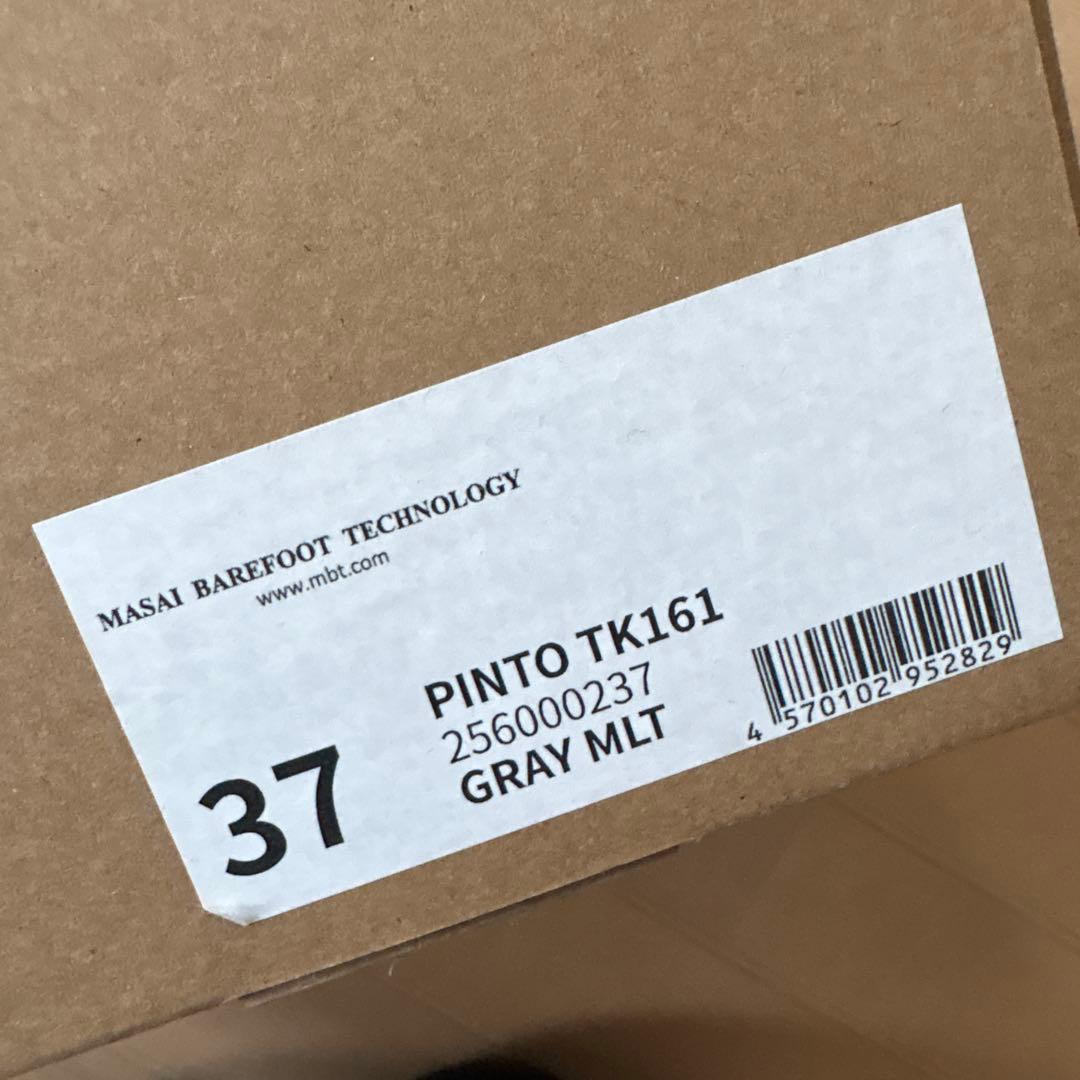 MASAI BAREFOOT TECHNOLOGY
www.mbt.com
37
PINTO TK161
256000237
GRAY MLT
4 570102 952829